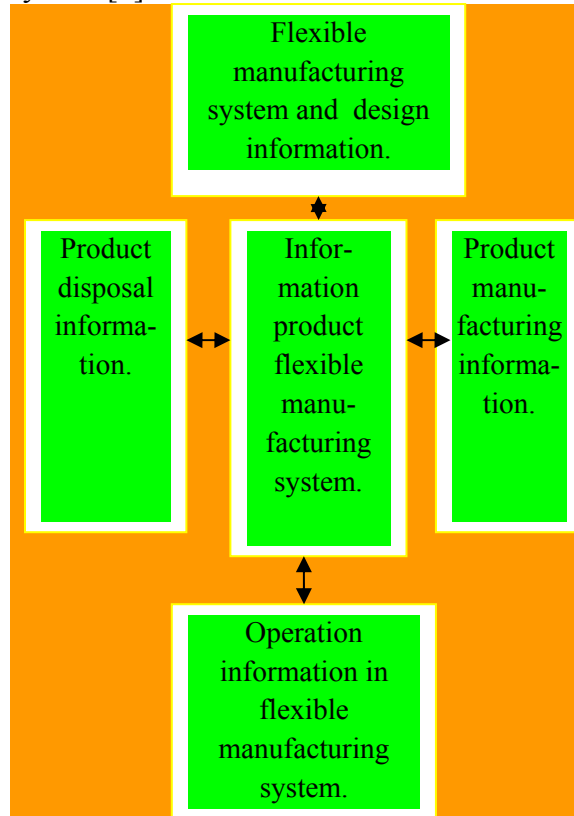 Flexible
manufacturing
system and design
information.
Product
disposal
informa-
tion.
Infor-
mation
product
flexible
manu-
facturing
system.
Product
manu-
facturing
informa-
tion.
Operation
information in
flexible
manufacturing
system.